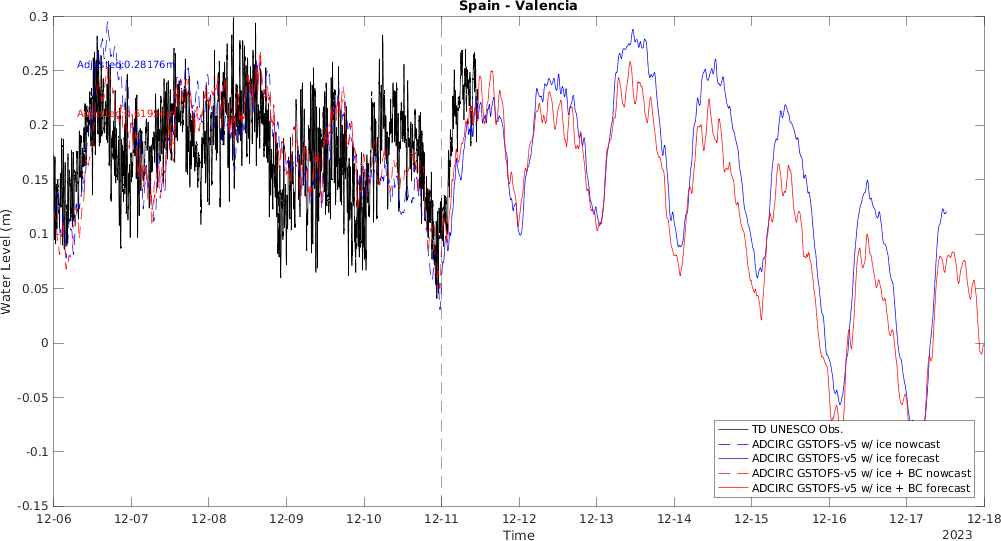 Spain - Valencia
0.3
0.25
0.2
0.15
0.1
0.05
0
-0.05
-0.1
-0.15
Water Level (m)
Adjusted:0.28176m
12-06
12-07
12-08
12-09
12-10
12-11
12-12
12-13
12-14
12-15
12-16
12-17
12-18
Time
2023
TD UNESCO Obs.
ADCIRC GSTOFS-v5 w/ ice nowcast
ADCIRC GSTOFS-v5 w/ ice forecast
ADCIRC GSTOFS-v5 w/ ice + BC nowcast
ADCIRC GSTOFS-v5 w/ ice + BC forecast